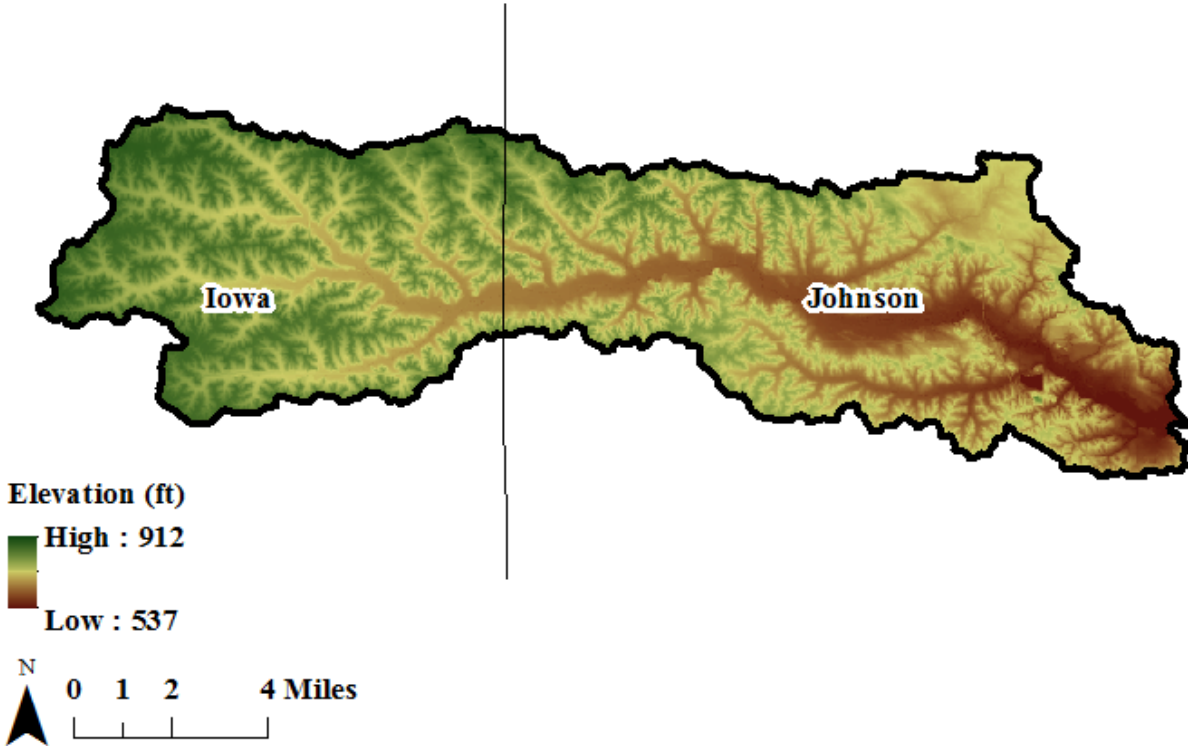 Iowa
Johnson
Elevation (ft)
High : 912
Low : 537
N
0 1 2 4 Miles